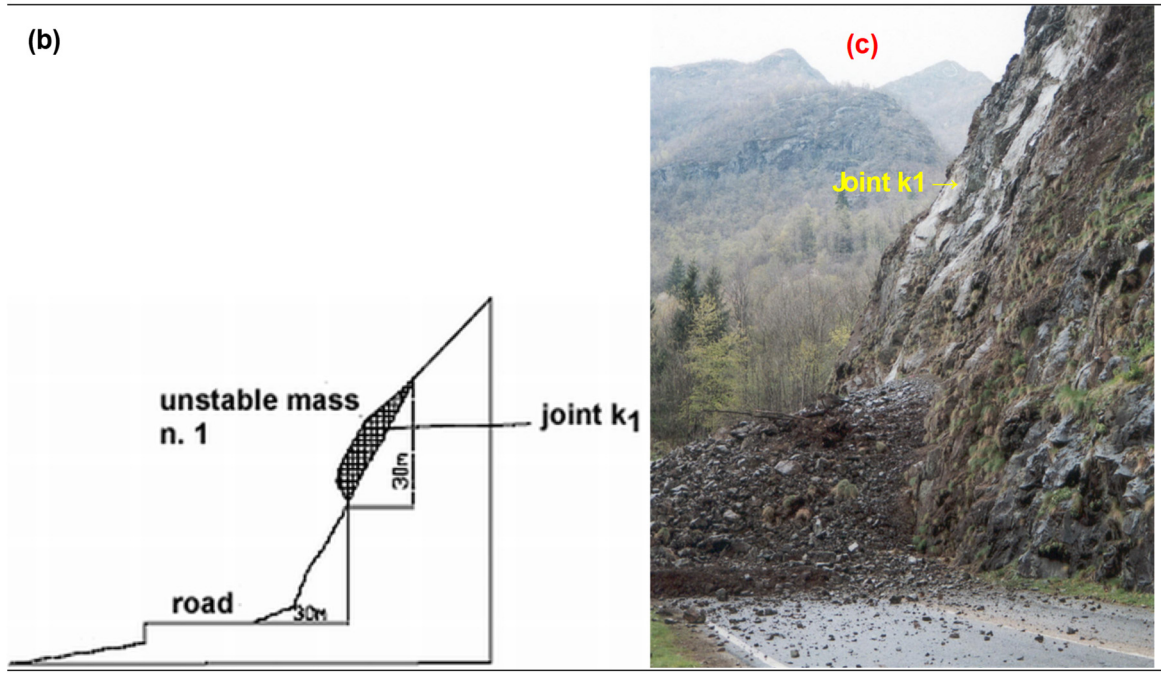 (b)
(c)
Joint k1 →
unstable mass
n. 1
joint k1
30m
road
30m